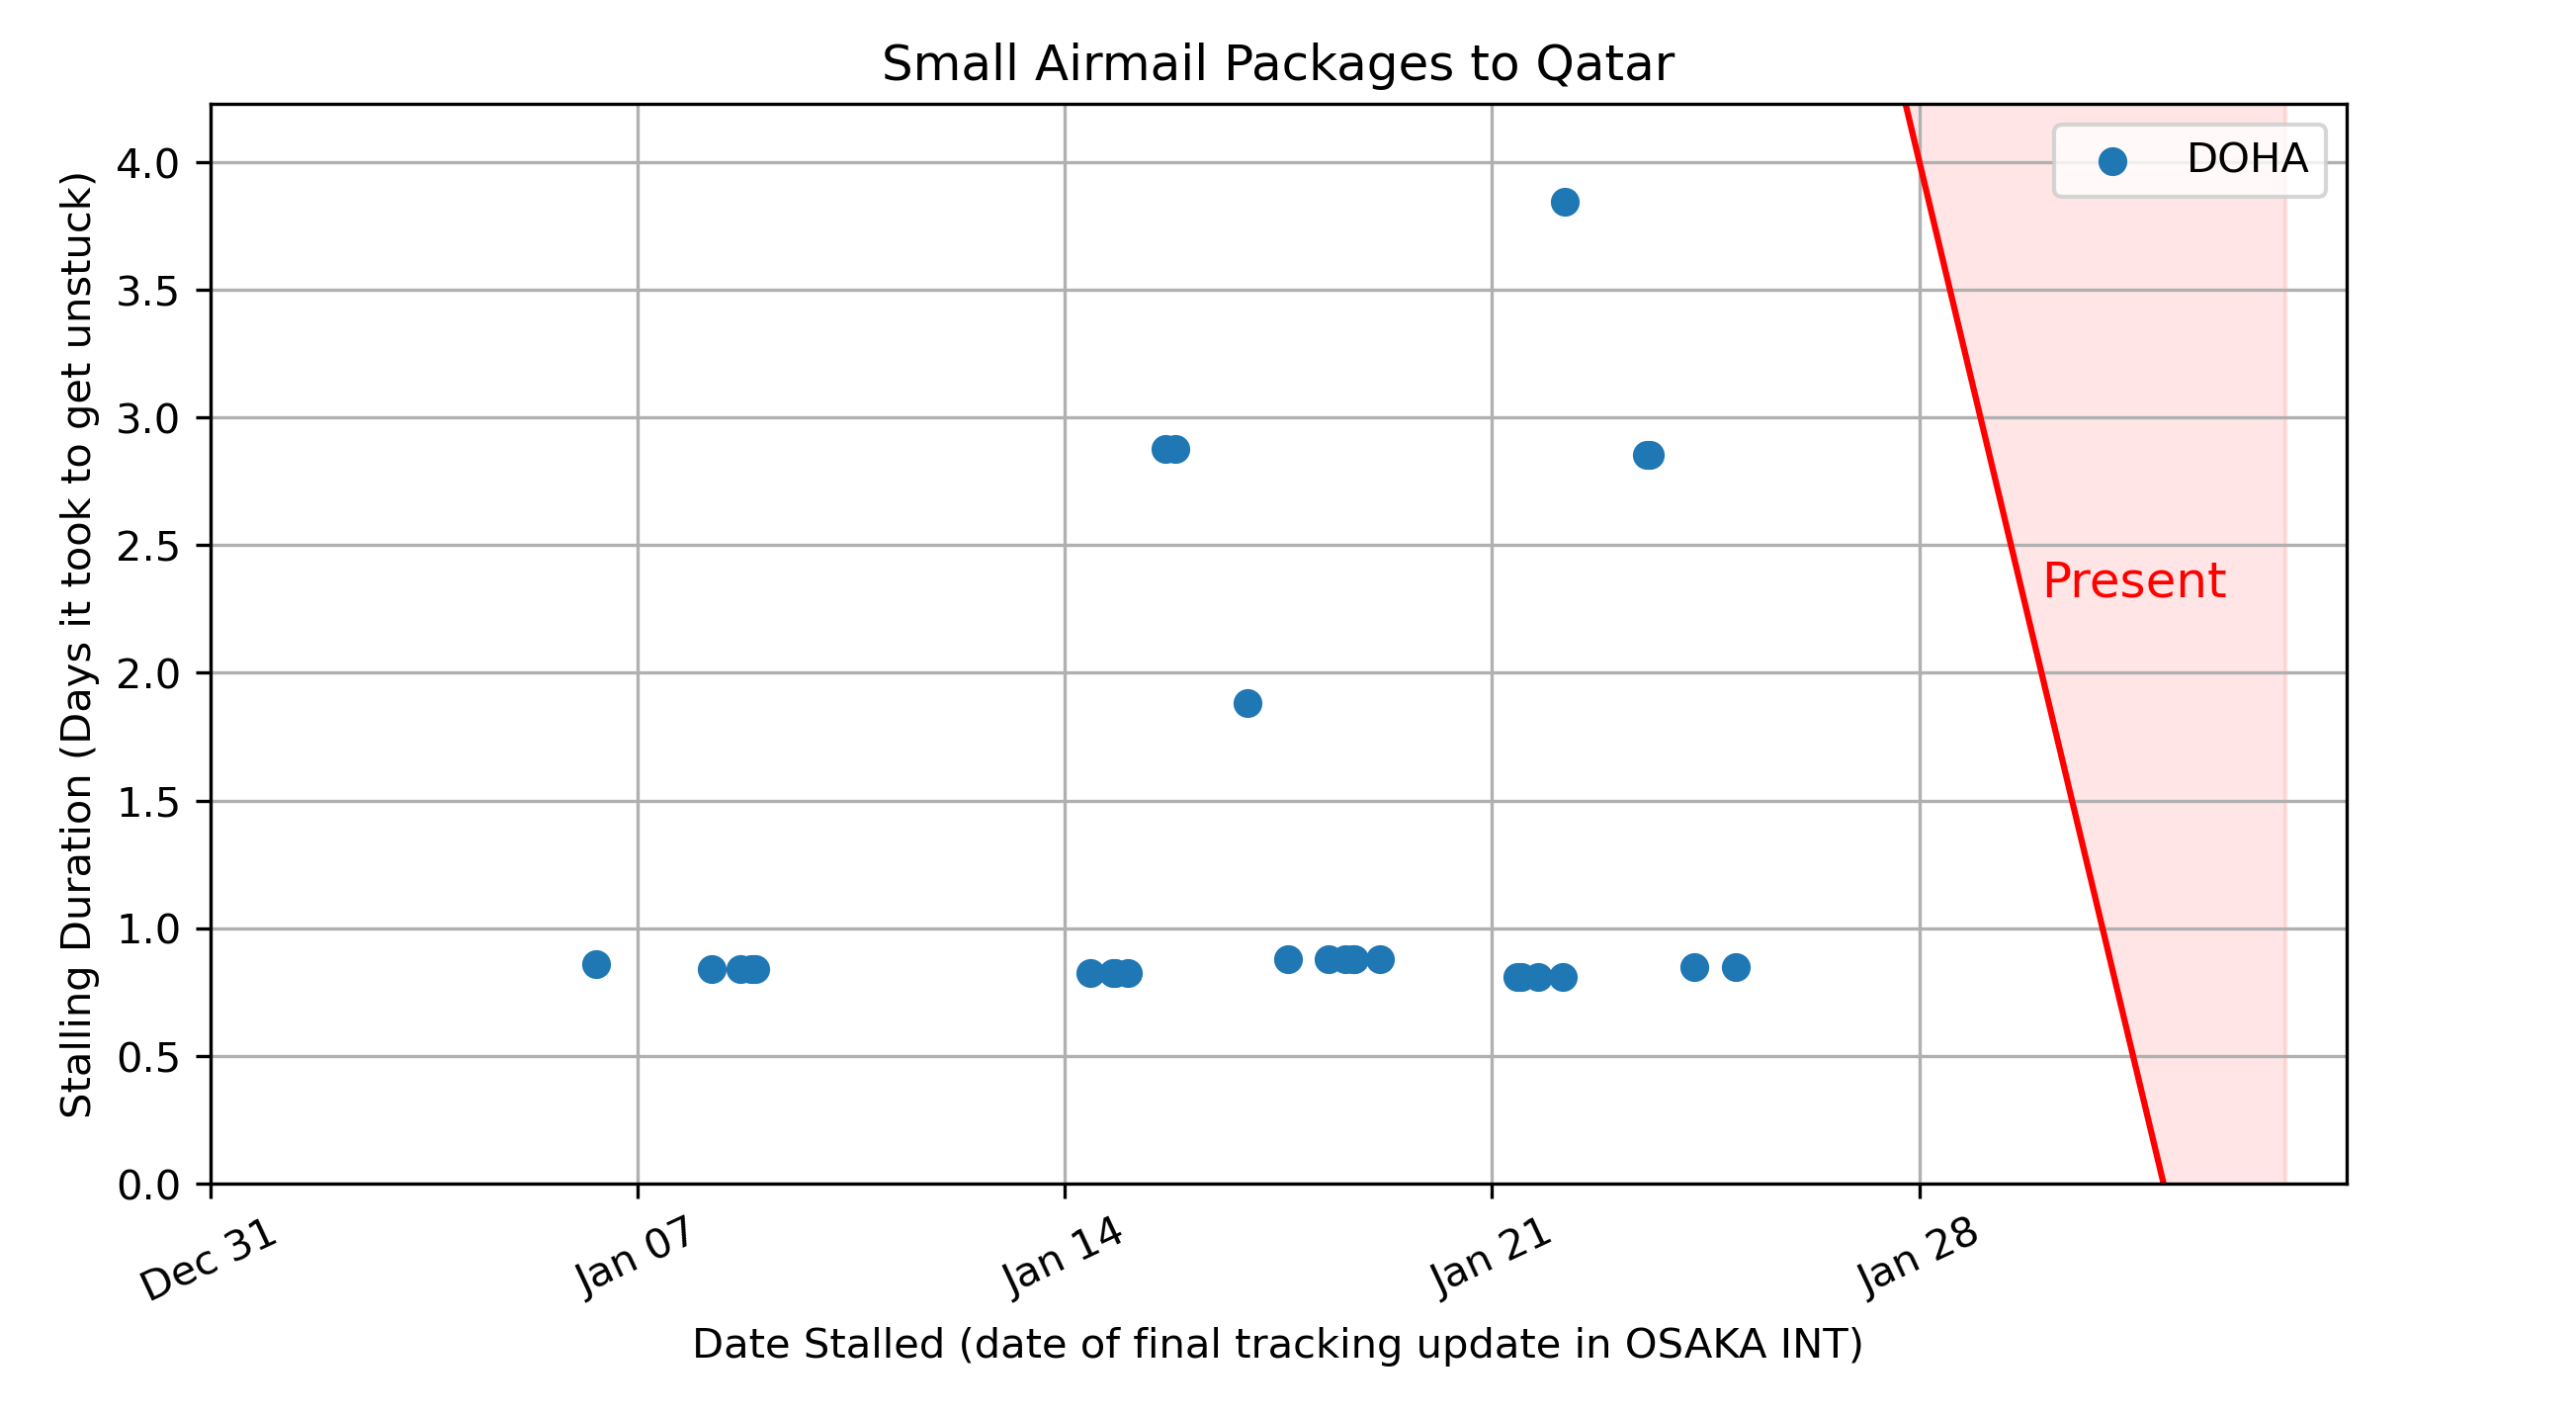 Small Airmail Packages to Qatar
Stalling Duration (Days it took to get unstuck)
4.0
3.5
3.0
2.5
2.0
1.5
1.0
0.5
0.0
DOHA
Present
Dec 31
Jan 07
Jan 14
Jan 21
Jan 28
Date Stalled (date of final tracking update in OSAKA INT)